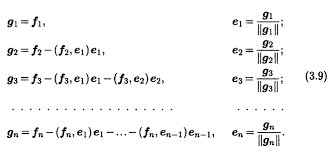 g₁ = f₁, e₁ = g₁/‖g₁‖;
g₂ = f₂ − (f₂, e₁) e₁, e₂ = g₂/‖g₂‖;
g₃ = f₃ − (f₃, e₁) e₁ − (f₃, e₂) e₂, e₃ = g₃/‖g₃‖; (3.9)
. . . . . . . . . . . . . . . . . . . . . . . . .
gₙ = fₙ − (fₙ, e₁) e₁ − ... − (fₙ, eₙ₋₁) eₙ₋₁, eₙ = gₙ/‖gₙ‖.